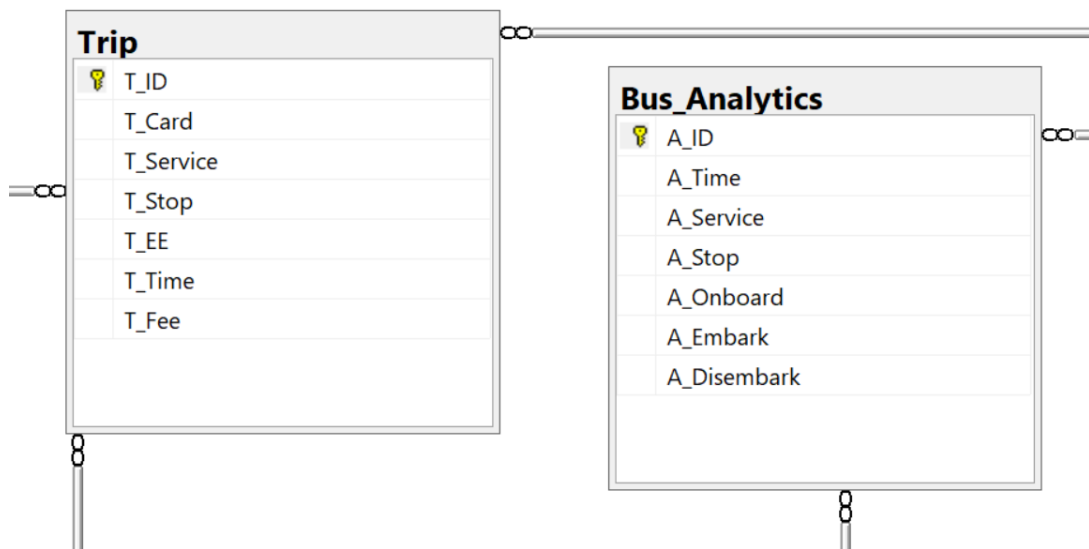 Trip
T_ID
T_Card
T_Service
T_Stop
T_EE
T_Time
T_Fee
Bus_Analytics
A_ID
A_Time
A_Service
A_Stop
A_Onboard
A_Embark
A_Disembark